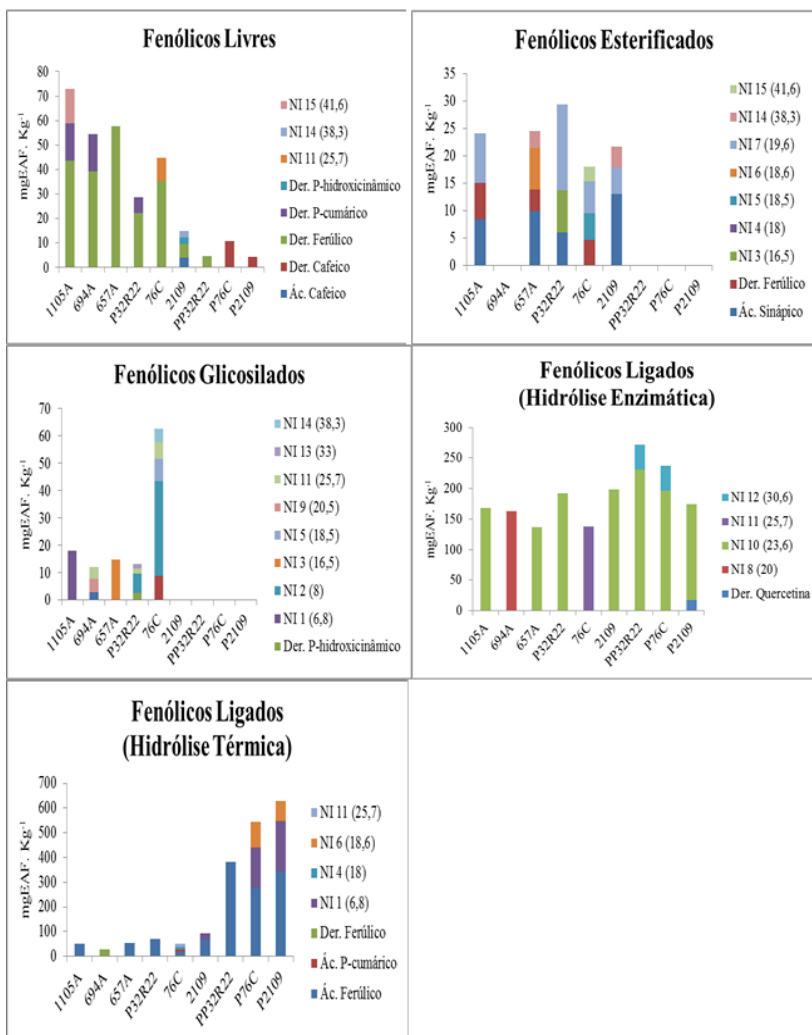 Fenólicos Livres
mgEAF. Kg-1
80
70
60
50
40
30
20
10
0
1105A
694A
657A
P32R22
76C
2109
PP32R22
P76C
P2109
NI 15 (41,6)
NI 14 (38,3)
NI 11 (25,7)
Der. P-hidroxicinâmico
Der. P-cumárico
Der. Ferúlico
Der. Cafeico
Ác. Cafeico
Fenólicos Esterificados
mgEAF. Kg-1
35
30
25
20
15
10
5
0
1105A
694A
657A
P32R22
76C
2109
PP32R22
P76C
P2109
NI 15 (41,6)
NI 14 (38,3)
NI 7 (19,6)
NI 6 (18,6)
NI 5 (18,5)
NI 4 (18)
NI 3 (16,5)
Der. Ferúlico
Ác. Sinápico
Fenólicos Glicosilados
mgEAF. Kg-1
70
60
50
40
30
20
10
0
1105A
694A
657A
P32R22
76C
2109
PP32R22
P76C
P2109
NI 14 (38,3)
NI 13 (33)
NI 11 (25,7)
NI 9 (20,5)
NI 5 (18,5)
NI 3 (16,5)
NI 2 (8)
NI 1 (6,8)
Der. P-hidroxicinâmico
Fenólicos Ligados
(Hidrólise Enzimática)
mgEAF. Kg-1
300
250
200
150
100
50
0
1105A
694A
657A
P32R22
76C
2109
PP32R22
P76C
P2109
NI 12 (30,6)
NI 11 (25,7)
NI 10 (23,6)
NI 8 (20)
Der. Quercetina
Fenólicos Ligados
(Hidrólise Térmica)
mgEAF. Kg-1
700
600
500
400
300
200
100
0
1105A
694A
657A
P32R22
76C
2109
PP32R22
P76C
P2109
NI 11 (25,7)
NI 6 (18,6)
NI 4 (18)
NI 1 (6,8)
Der. Ferúlico
Ác. P-cumárico
Ác. Ferúlico